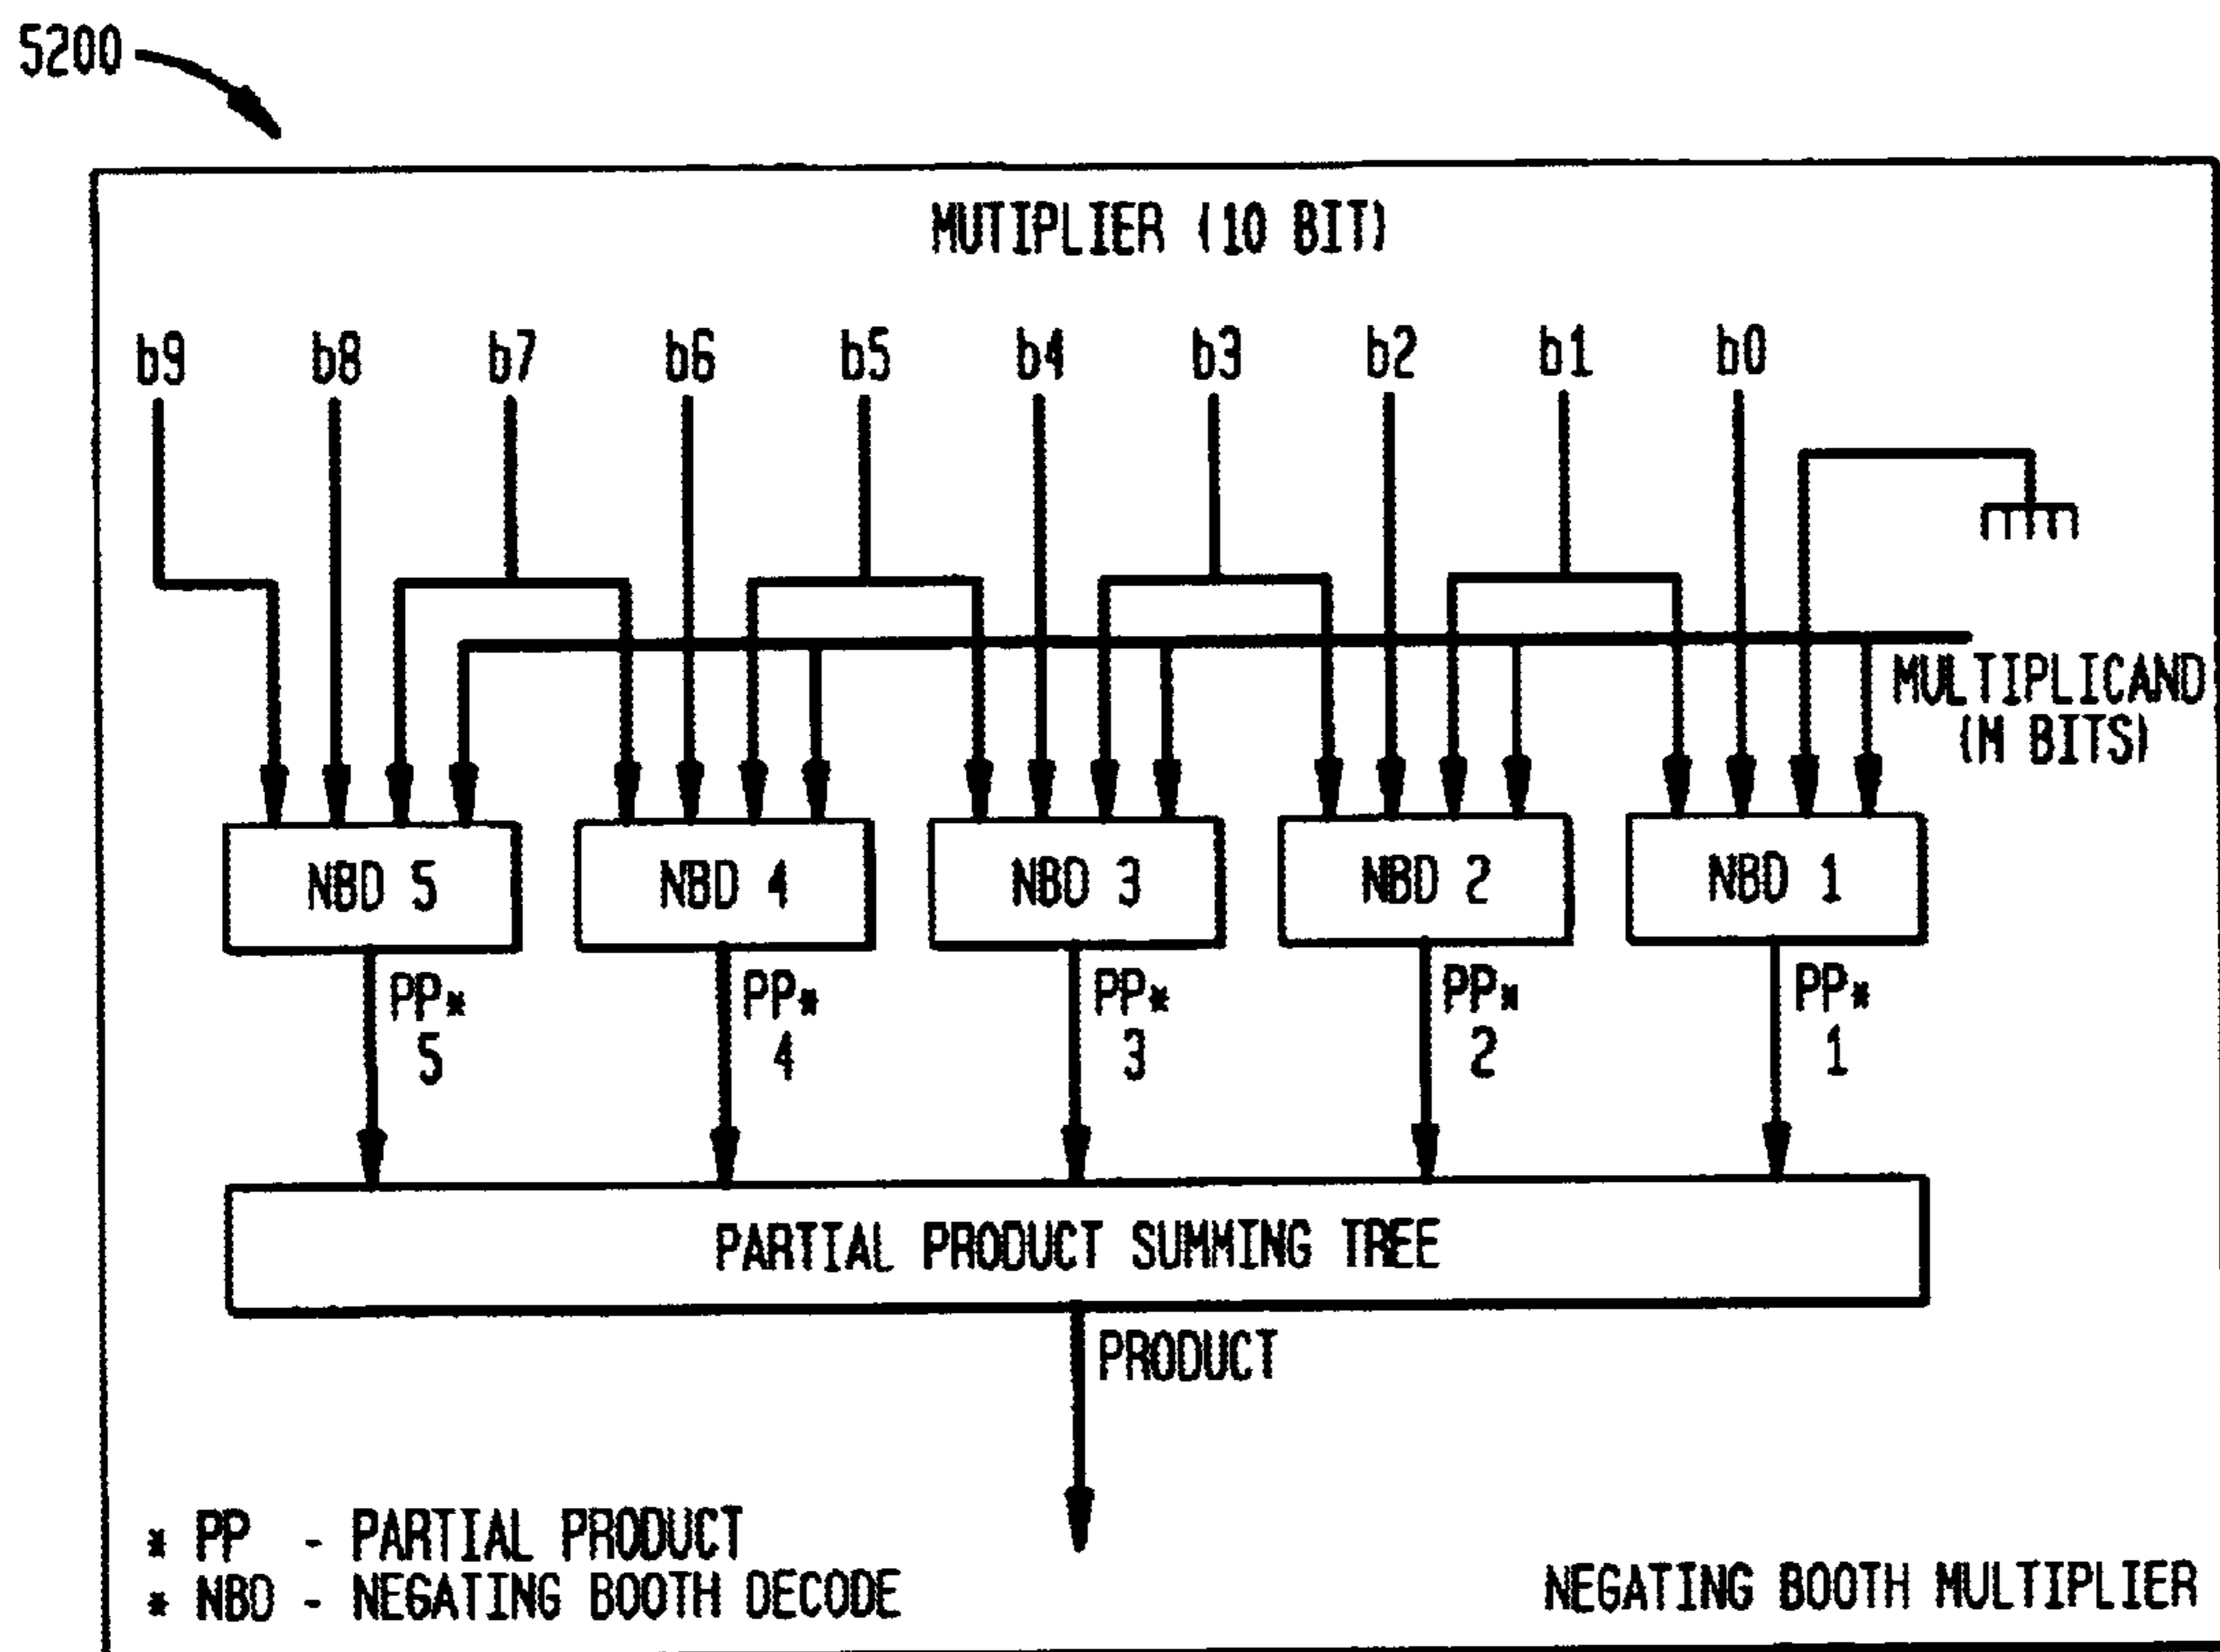 5200
MUTIPLIER (10 BIT)
b9 b8 b7 b6 b5 b4 b3 b2 b1 b0
MULTIPLICAND
(M BITS)
NBD 5 NBD 4 NBD 3 NBD 2 NBD 1
PP* PP* PP* PP* PP*
5 4 3 2 1
PARTIAL PRODUCT SUMMING TREE
PRODUCT
* PP - PARTIAL PRODUCT
* NBD - NEGATING BOOTH DECODE
NEGATING BOOTH MULTIPLIER